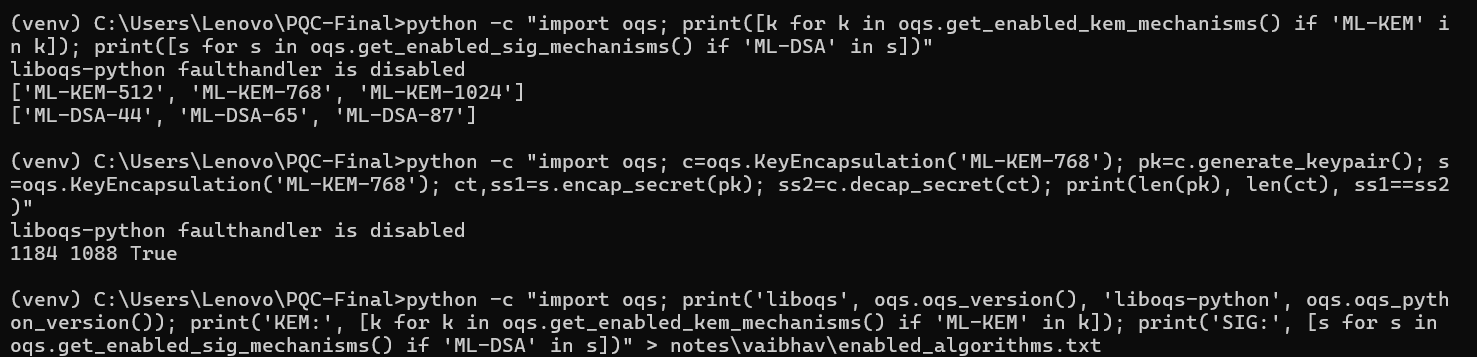 (venv) C:\Users\Lenovo\PQC-Final>python -c "import oqs; print([k for k in oqs.get_enabled_kem_mechanisms() if 'ML-KEM' i
n k]); print([s for s in oqs.get_enabled_sig_mechanisms() if 'ML-DSA' in s])"
liboqs-python faulthandler is disabled
['ML-KEM-512', 'ML-KEM-768', 'ML-KEM-1024']
['ML-DSA-44', 'ML-DSA-65', 'ML-DSA-87']
(venv) C:\Users\Lenovo\PQC-Final>python -c "import oqs; c=oqs.KeyEncapsulation('ML-KEM-768'); pk=c.generate_keypair(); s
=oqs.KeyEncapsulation('ML-KEM-768'); ct,ss1=s.encap_secret(pk); ss2=c.decap_secret(ct); print(len(pk), len(ct), ss1==ss2
)"
liboqs-python faulthandler is disabled
1184 1088 True
(venv) C:\Users\Lenovo\PQC-Final>python -c "import oqs; print('liboqs', oqs.oqs_version(), 'liboqs-python', oqs.oqs_pyth
on_version()); print('KEM:', [k for k in oqs.get_enabled_kem_mechanisms() if 'ML-KEM' in k]); print('SIG:', [s for s in
oqs.get_enabled_sig_mechanisms() if 'ML-DSA' in s])" > notes\vaibhav\enabled_algorithms.txt